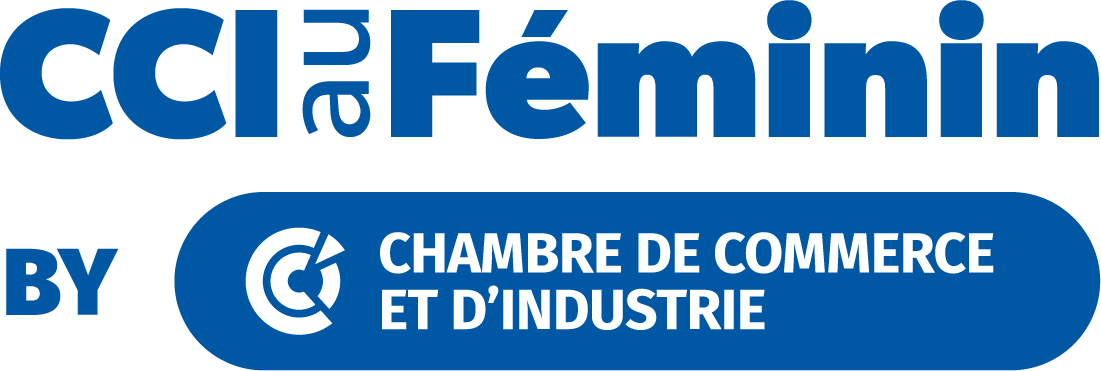 CCI au Féminin
BY CHAMBRE DE COMMERCE
ET D'INDUSTRIE